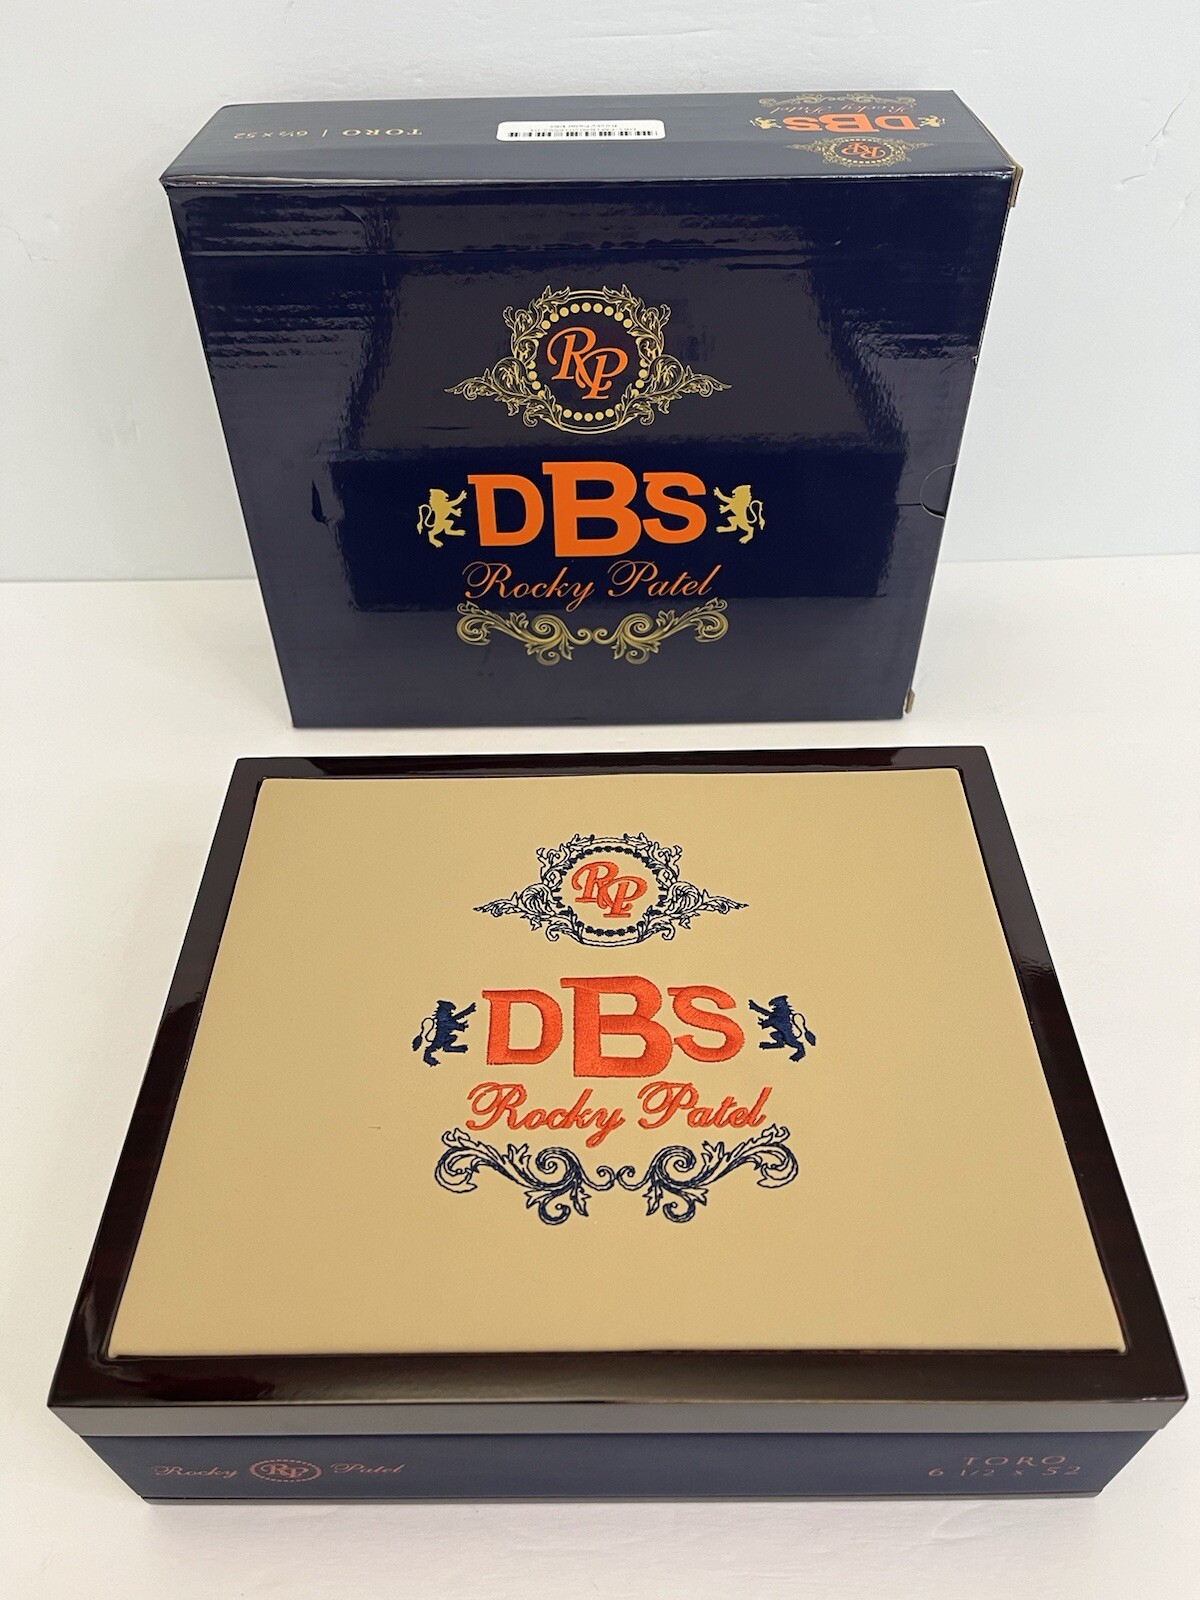 TORO | 6½ x 52
Rocky Patel
DBS
RP
RP
DBS
Rocky Patel
RP
DBS
Rocky Patel
Rocky RP Patel
TORO
6 1/2 x 52